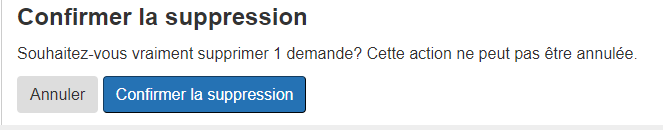 Confirmer la suppression
Souhaitez-vous vraiment supprimer 1 demande? Cette action ne peut pas être annulée.
Annuler Confirmer la suppression